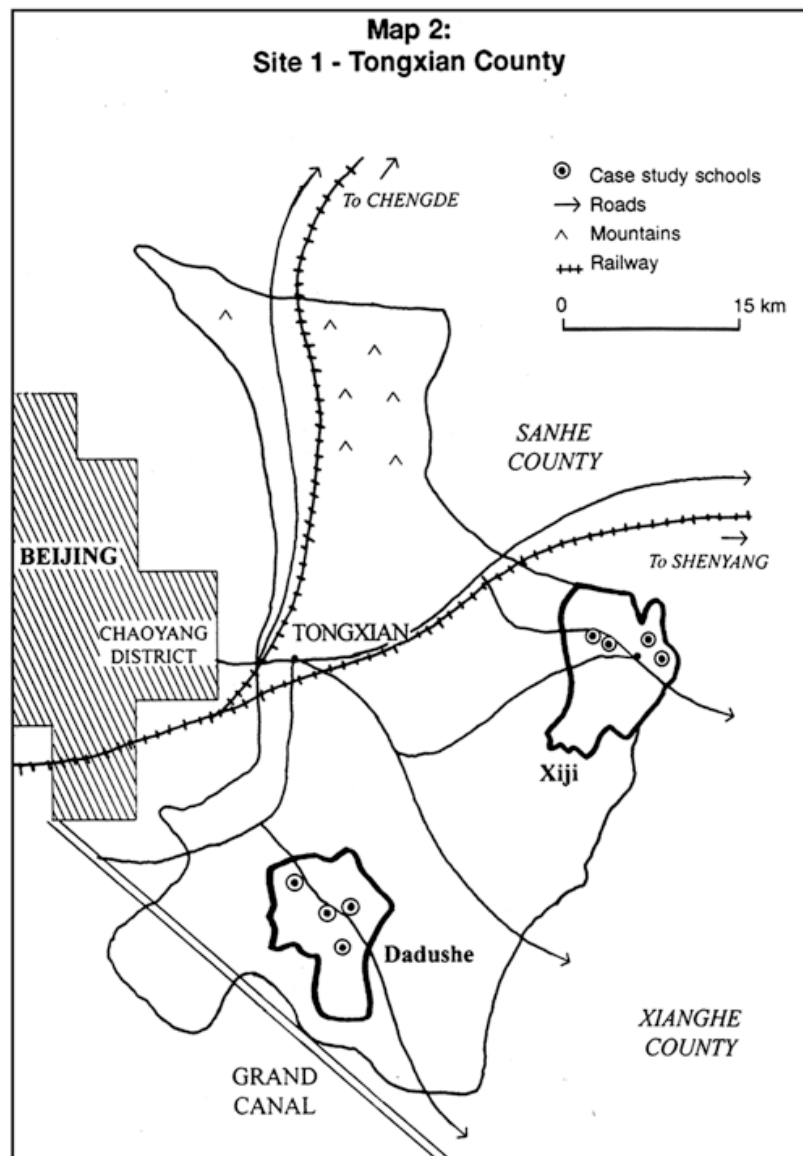 Map 2:
Site 1 - Tongxian County
Case study schools
Roads
Mountains
Railway
0 15 km
To CHENGDE
SANHE
COUNTY
BEIJING
To SHENYANG
CHAOYANG
DISTRICT
TONGXIAN
Xiji
Dadushe
XIANGHE
COUNTY
GRAND
CANAL